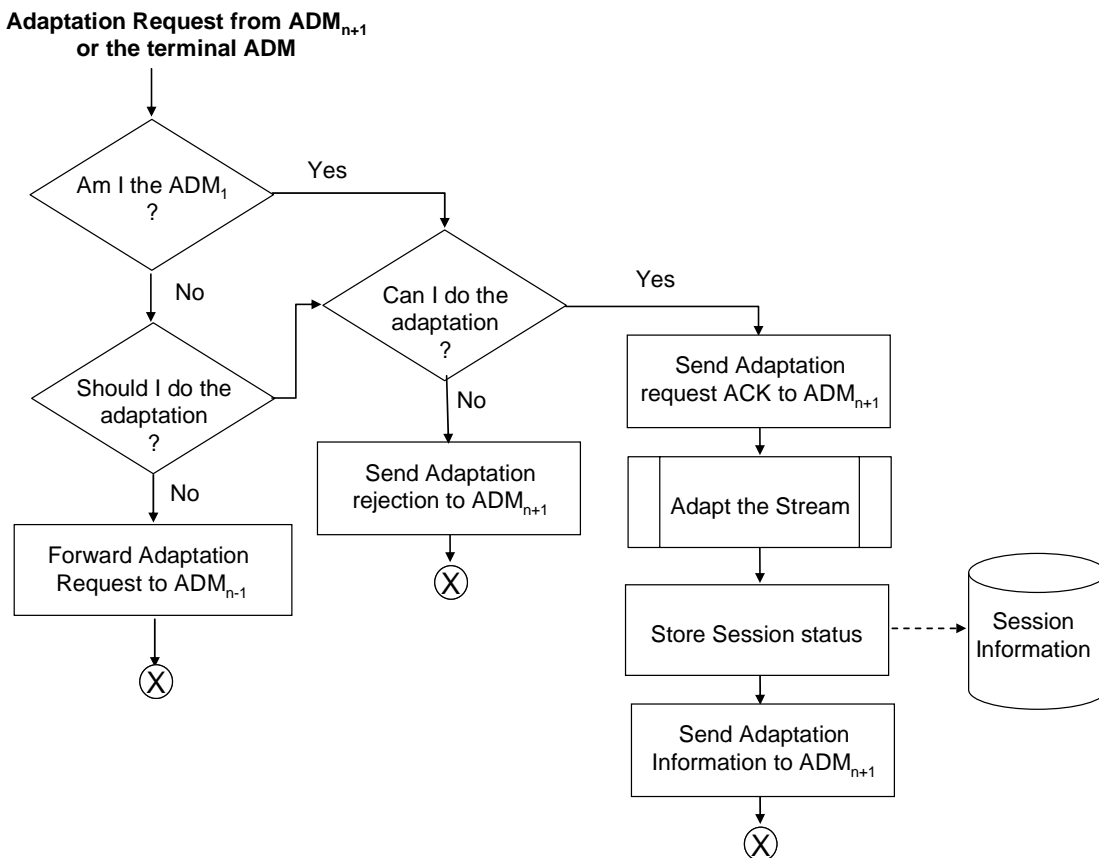 Adaptation Request from ADMn+1
or the terminal ADM
Am I the ADM1
?
Yes
No
Can I do the
adaptation
?
Yes
No
Should I do the
adaptation
?
No
Send Adaptation
request ACK to ADMn+1
Send Adaptation
rejection to ADMn+1
X
Adapt the Stream
Forward Adaptation
Request to ADMn-1
X
Store Session status
Session
Information
Send Adaptation
Information to ADMn+1
X